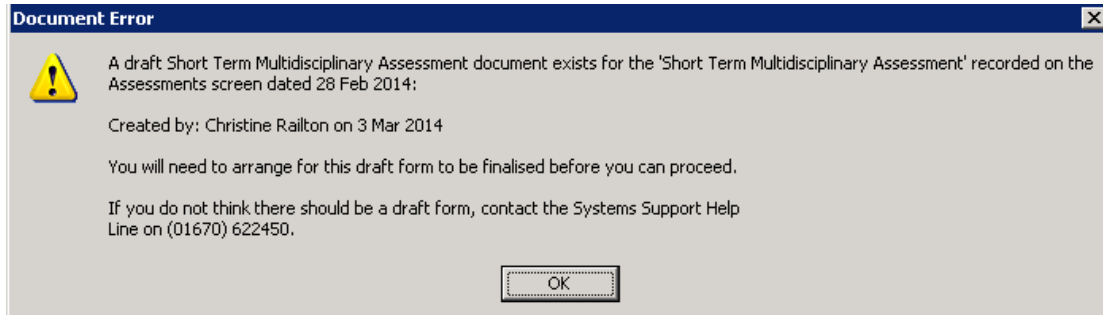 Document Error
A draft Short Term Multidisciplinary Assessment document exists for the 'Short Term Multidisciplinary Assessment' recorded on the
Assessments screen dated 28 Feb 2014:
Created by: Christine Railton on 3 Mar 2014
You will need to arrange for this draft form to be finalised before you can proceed.
If you do not think there should be a draft form, contact the Systems Support Help
Line on (01670) 622450.
OK